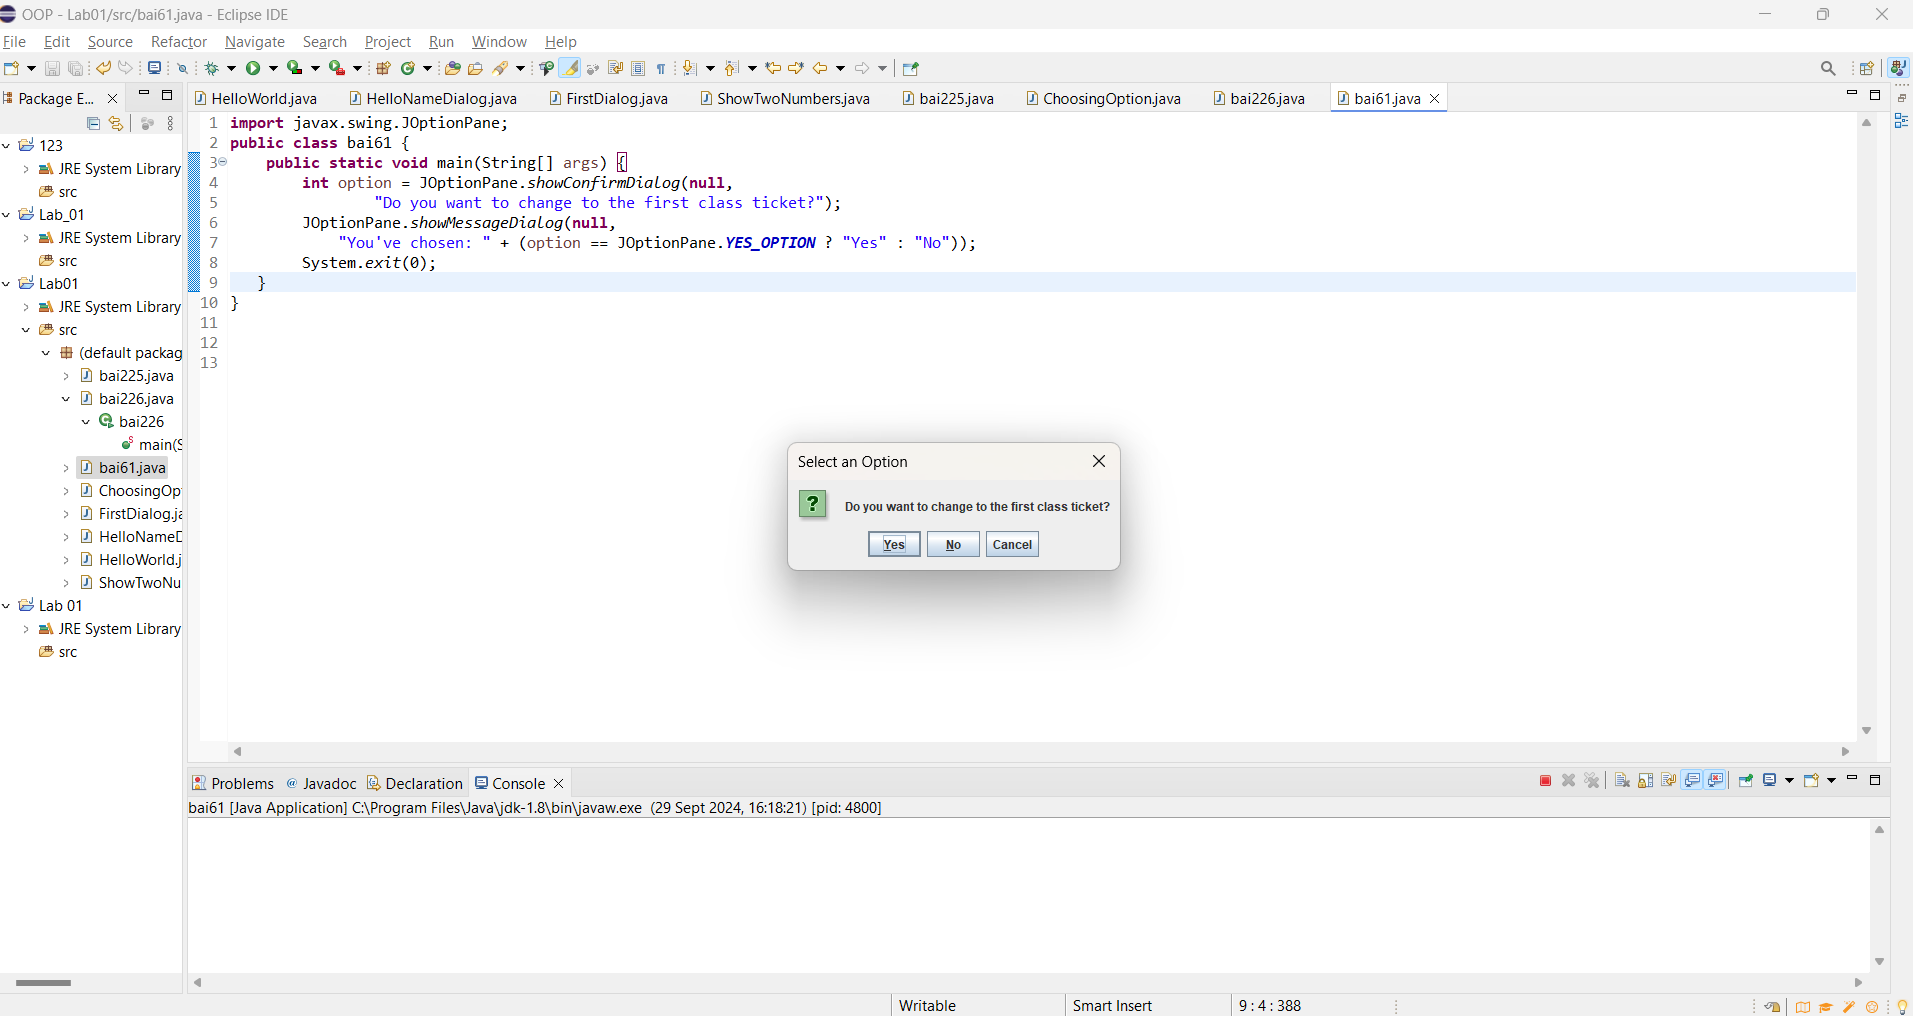 OOP - Lab01/src/bai61.java - Eclipse IDE
File Edit Source Refactor Navigate Search Project Run Window Help
Package E...
HelloWorld.java HelloNameDialog.java FirstDialog.java ShowTwoNumbers.java bai225.java ChoosingOption.java bai226.java bai61.java
123
JRE System Library
src
Lab_01
JRE System Library
src
Lab01
JRE System Library
src
(default packag
bai225.java
bai226.java
bai226
main(S
bai61.java
ChoosingOp
FirstDialog.ja
HelloNameD
HelloWorld.j
ShowTwoNu
Lab 01
JRE System Library
src
1 import javax.swing.JOptionPane;
2 public class bai61 {
3 public static void main(String[] args) {
4 int option = JOptionPane.showConfirmDialog(null,
5 "Do you want to change to the first class ticket?");
6 JOptionPane.showMessageDialog(null,
7 "You've chosen: " + (option == JOptionPane.YES_OPTION ? "Yes" : "No"));
8 System.exit(0);
9 }
10 }
11
12
13
Select an Option
Do you want to change to the first class ticket?
Yes No Cancel
Problems Javadoc Declaration Console
bai61 [Java Application] C:\Program Files\Java\jdk-1.8\bin\javaw.exe (29 Sept 2024, 16:18:21) [pid: 4800]
Writable Smart Insert 9 : 4 : 388